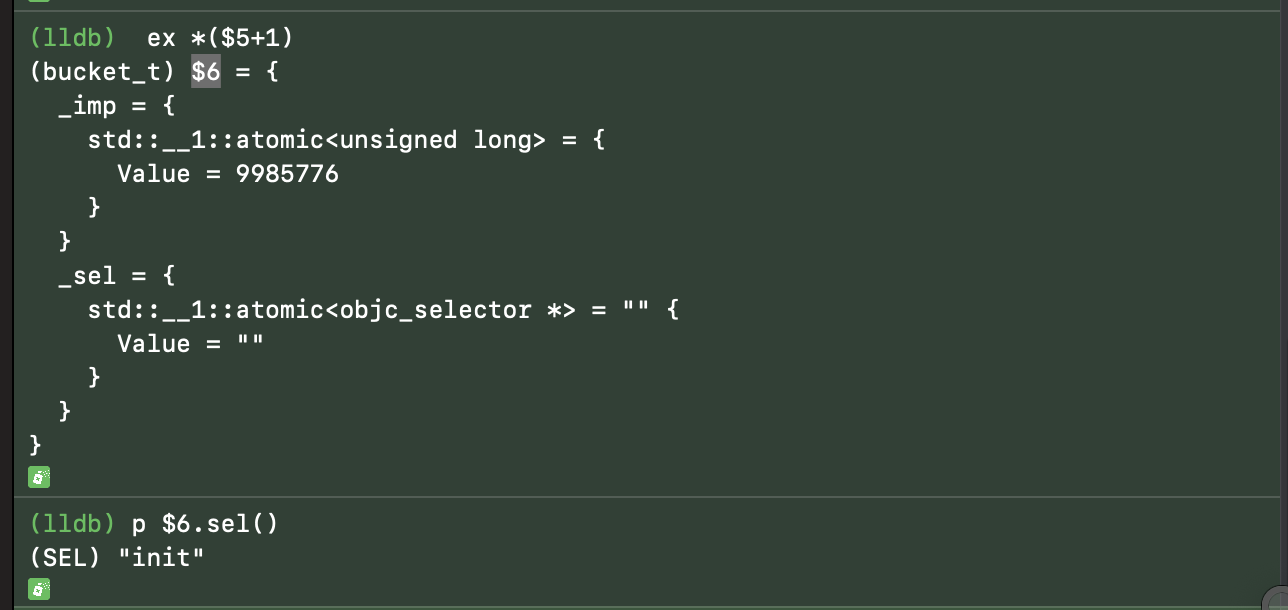 (lldb)  ex *($5+1)
(bucket_t) $6 = {
  _imp = {
    std::__1::atomic<unsigned long> = {
      Value = 9985776
    }
  }
  _sel = {
    std::__1::atomic<objc_selector *> = "" {
      Value = ""
    }
  }
}
(lldb) p $6.sel()
(SEL) "init"